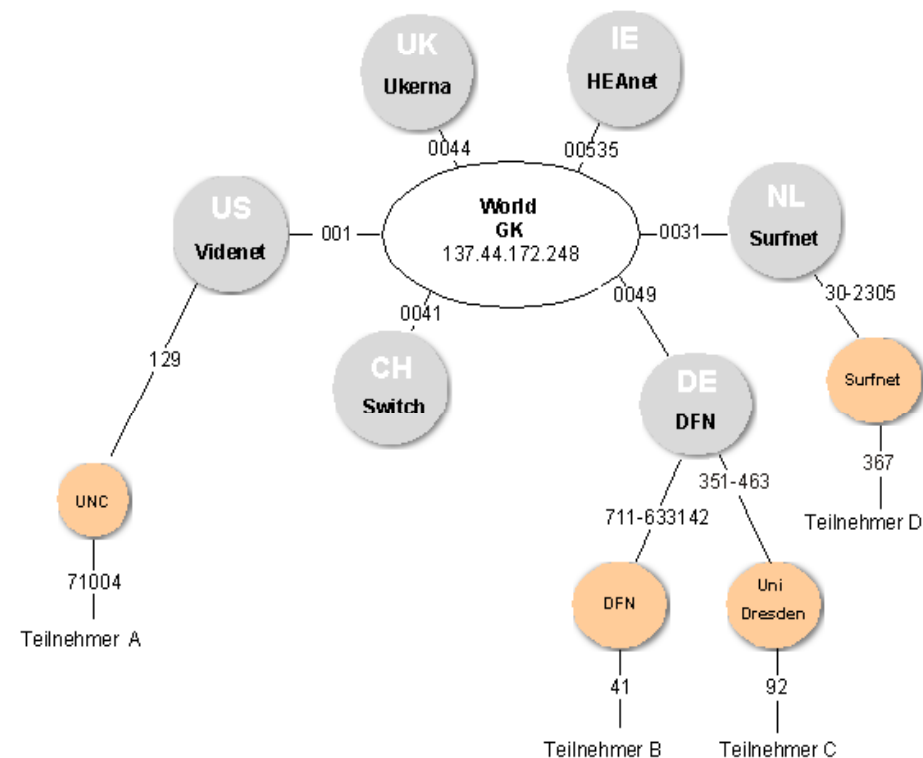 UK
Ukerna
IE
HEAnet
0044
00535
US
Videnet
001
World
GK
137.44.172.248
0031
NL
Surfnet
0041
0049
30-2305
129
CH
Switch
DE
DFN
Surfnet
367
UNC
351-463
711-633142
Teilnehmer D
71004
Teilnehmer A
DFN
Uni
Dresden
41
92
Teilnehmer B
Teilnehmer C